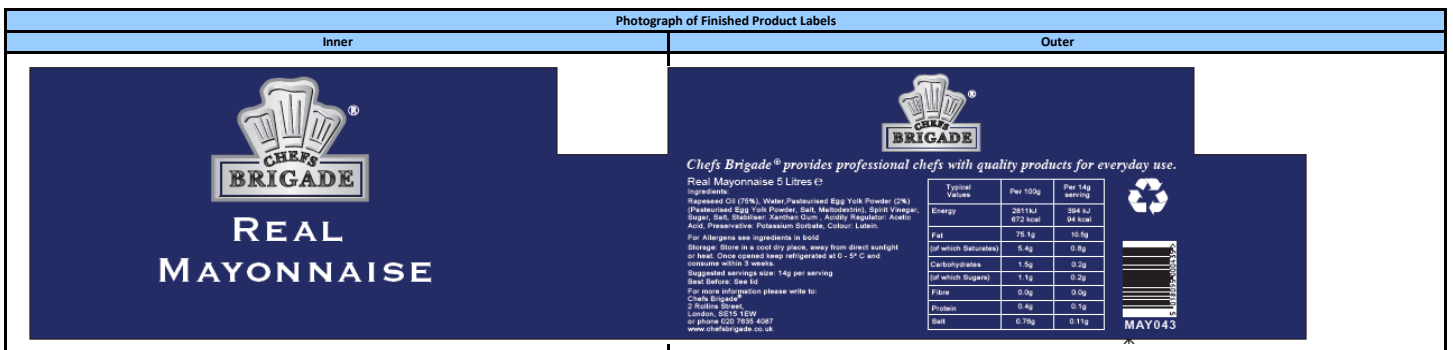 Photograph of Finished Product Labels
Inner
Outer
CHEFS
BRIGADE
®
REAL
MAYONNAISE
CHEFS
BRIGADE
®
Chefs Brigade ® provides professional chefs with quality products for everyday use.
Real Mayonnaise 5 Litres ℮
Ingredients:
Rapeseed Oil (75%), Water,Pasteurised Egg Yolk Powder (2%)
(Pasteurised Egg Yolk Powder, Salt, Maltodextrin), Spirit Vinegar,
Sugar, Salt, Stabiliser: Xanthan Gum , Acidity Regulator: Acetic
Acid, Preservative: Potassium Sorbate, Colour: Lutein.
For Allergens see ingredients in bold
Storage: Store in a cool dry place, away from direct sunlight
or heat. Once opened keep refrigerated at 0 - 5° C and
consume within 3 weeks.
Suggested servings size: 14g per serving
Best Before: See lid
For more information please write to:
Chefs Brigade®
2 Rollins Street,
London, SE15 1EW
or phone 020 7635 4087
www.chefsbrigade.co.uk
Typical Values Per 100g Per 14g serving
Energy 2811kJ 394 kJ
672 kcal 94 kcal
Fat 75.1g 10.5g
(of which Saturates) 5.4g 0.8g
Carbohydrates 1.5g 0.2g
(of which Sugars) 1.1g 0.2g
Fibre 0.0g 0.0g
Protein 0.4g 0.1g
Salt 0.76g 0.11g
MAY043